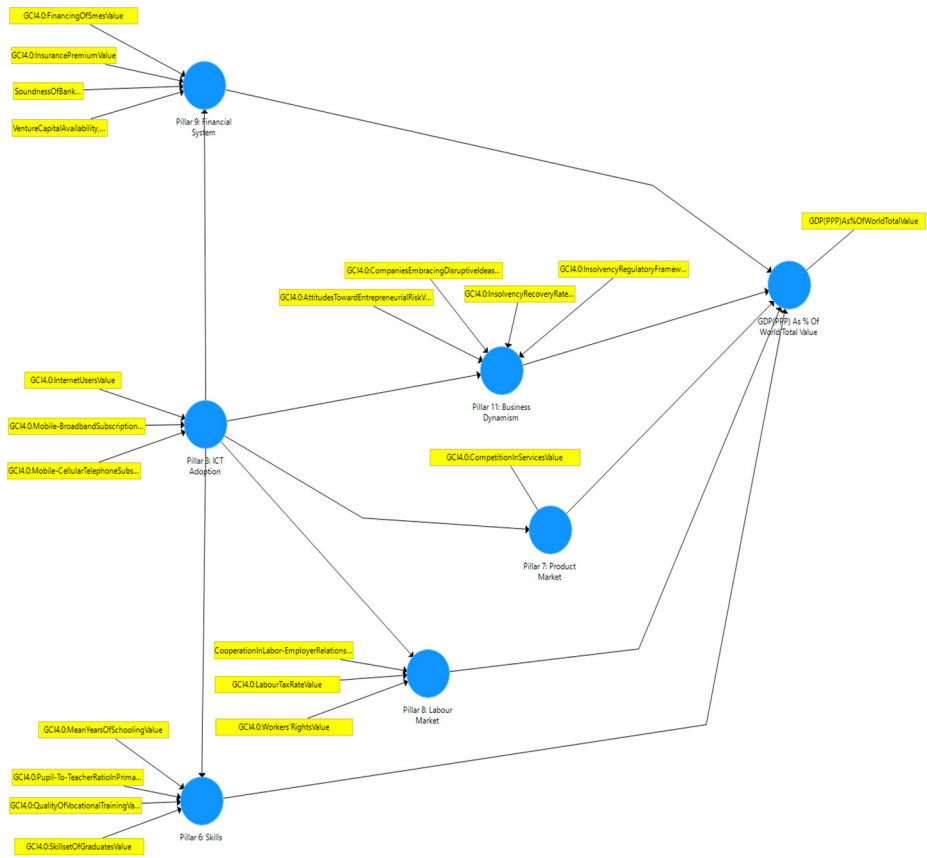 GCI4.0:FinancingOfSmesValue
GCI4.0:InsurancePremiumValue
SoundnessOfBank...
VentureCapitalAvailability,...
Pillar 9: Financial
System
GDP(PPP)As%OfWorldTotalValue
GCI4.0:CompaniesEmbracingDisruptiveIdeas...
GCI4.0:InsolvencyRegulatoryFramew...
GCI4.0:AttitudesTowardEntrepreneurialRiskV...
GCI4.0:InsolvencyRecoveryRate...
GDP(PPP) As % Of
World Total Value
GCI4.0:InternetUsersValue
GCI4.0:Mobile-BroadbandSubscription...
GCI4.0:Mobile-CellularTelephoneSubs...
Pillar 3: ICT
Adoption
Pillar 11: Business
Dynamism
GCI4.0:CompetitionInServicesValue
Pillar 7: Product
Market
CooperationInLabor-EmployerRelations...
GCI4.0:LabourTaxRateValue
GCI4.0:Workers'RightsValue
Pillar 8: Labour
Market
GCI4.0:MeanYearsOfSchoolingValue
GCI4.0:Pupil-To-TeacherRatioInPrima...
GCI4.0:QualityOfVocationalTrainingVa...
GCI4.0:SkillsetOfGraduatesValue
Pillar 6: Skills